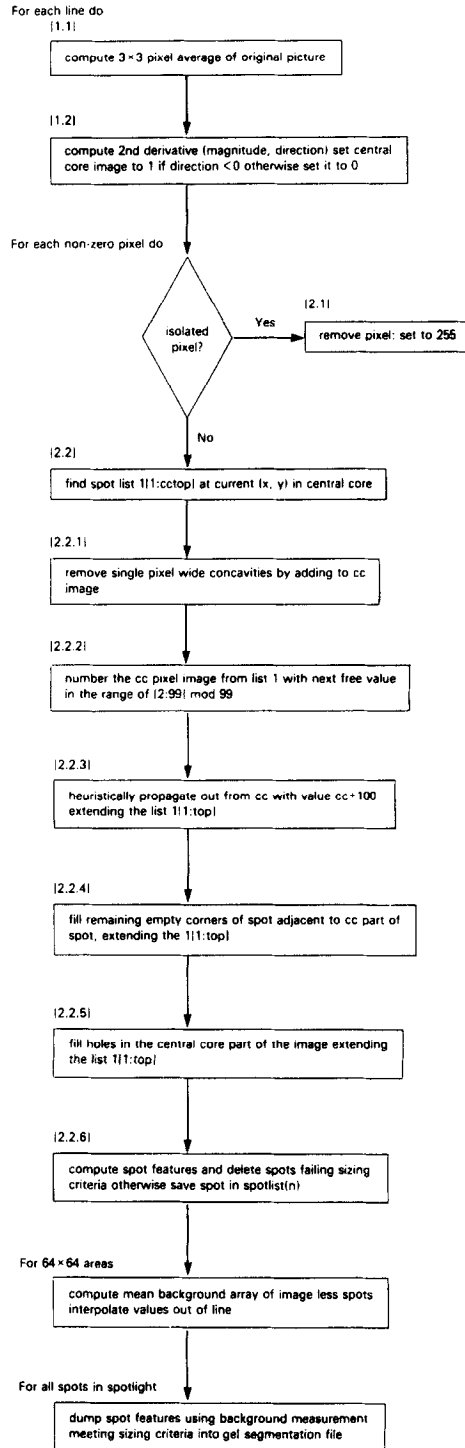 For each line do
|1.1|
compute 3×3 pixel average of original picture
|1.2|
compute 2nd derivative (magnitude, direction) set central
core image to 1 if direction <0 otherwise set it to 0
For each non-zero pixel do
isolated
pixel?
Yes
|2.1|
remove pixel: set to 255
No
|2.2|
find spot list 1|1:cctop| at current (x, y) in central core
|2.2.1|
remove single pixel wide concavities by adding to cc
image
|2.2.2|
number the cc pixel image from list 1 with next free value
in the range of |2:99| mod 99
|2.2.3|
heuristically propagate out from cc with value cc+100
extending the list 1|1:top|
|2.2.4|
fill remaining empty corners of spot adjacent to cc part of
spot, extending the 1|1:top|
|2.2.5|
fill holes in the central core part of the image extending
the list 1|1:top|
|2.2.6|
compute spot features and delete spots failing sizing
criteria otherwise save spot in spotlist(n)
For 64×64 areas
compute mean background array of image less spots
interpolate values out of line
For all spots in spotlight
dump spot features using background measurement
meeting sizing criteria into gel segmentation file